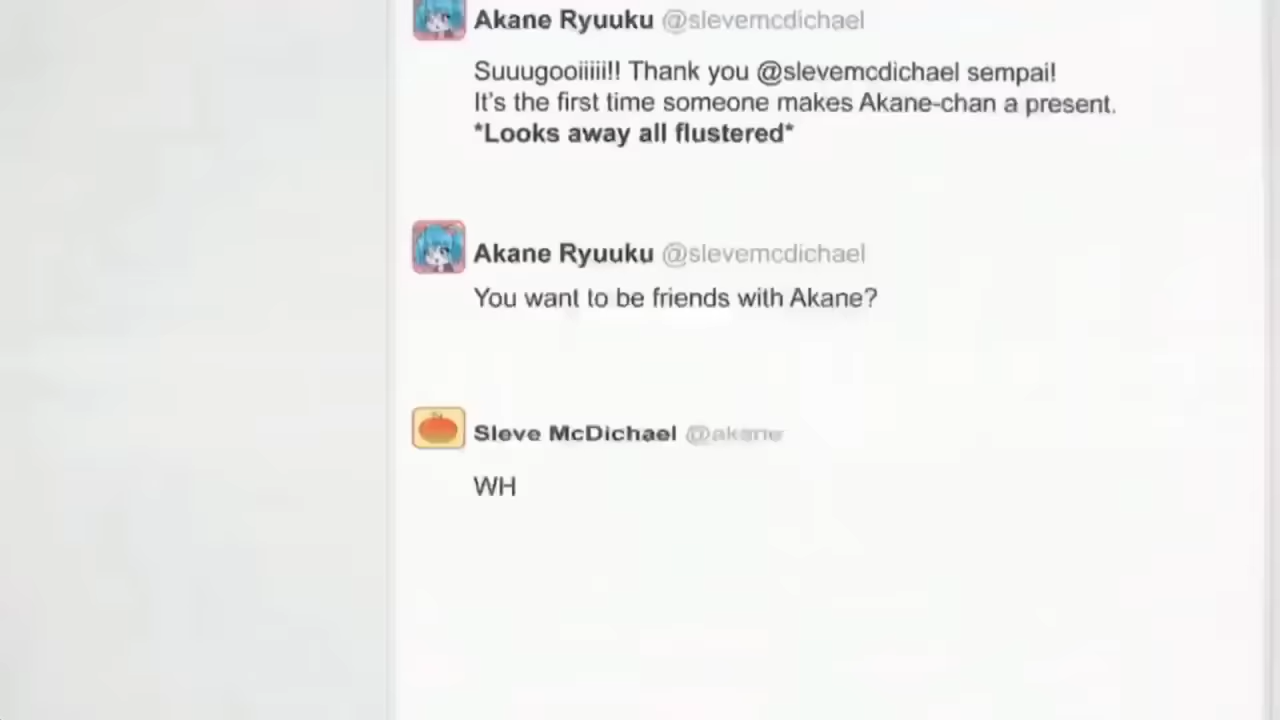 Akane Ryuuku @slevemcdichael
Suuugooiiiii!! Thank you @slevemcdichael sempai!
It's the first time someone makes Akane-chan a present.
*Looks away all flustered*
Akane Ryuuku @slevemcdichael
You want to be friends with Akane?
Sleve McDichael @akane
WH